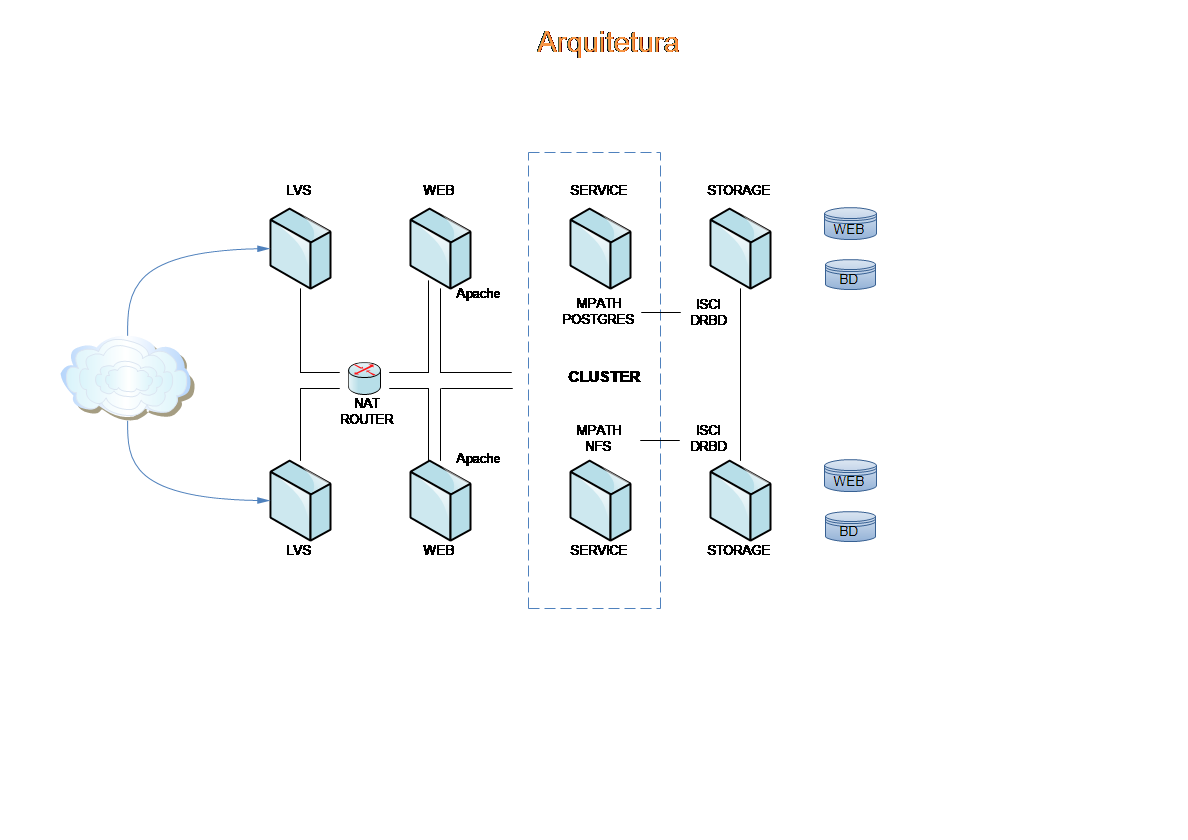 Arquitetura
LVS
WEB
SERVICE
STORAGE
WEB
BD
Apache
MPATH
POSTGRES
ISCI
DRBD
CLUSTER
NAT
ROUTER
MPATH
NFS
ISCI
DRBD
Apache
WEB
BD
LVS
WEB
SERVICE
STORAGE